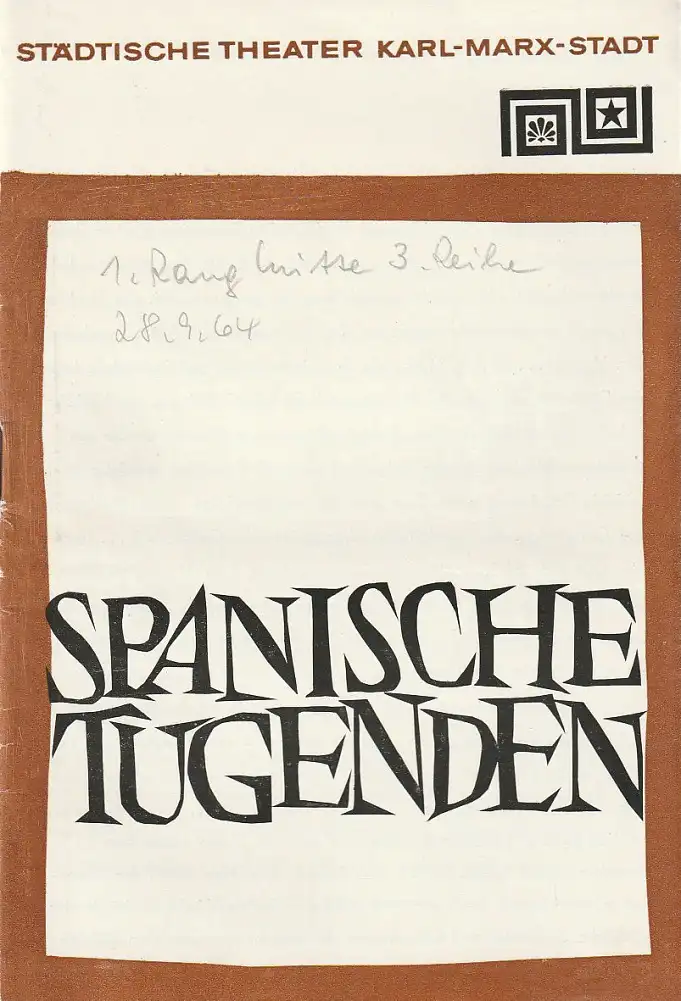 STÄDTISCHE THEATER KARL-MARX-STADT
1. Rang Mitte 3. Reihe
28.9.64
SPANISCHE
TUGENDEN